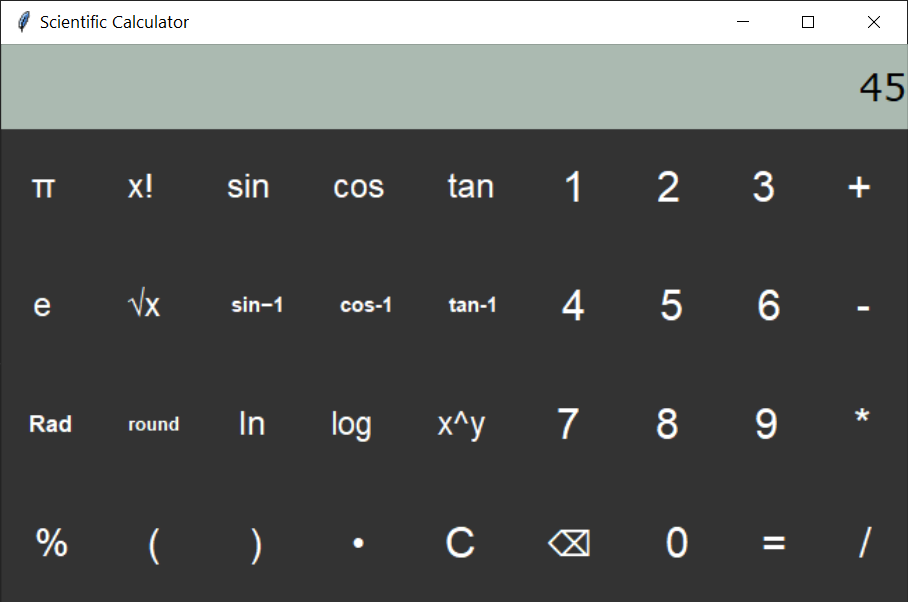 Scientific Calculator
45
π x! sin cos tan 1 2 3 +
e √x sin−1 cos-1 tan-1 4 5 6 -
Rad round ln log x^y 7 8 9 *
% ( ) • C ⌫ 0 = /